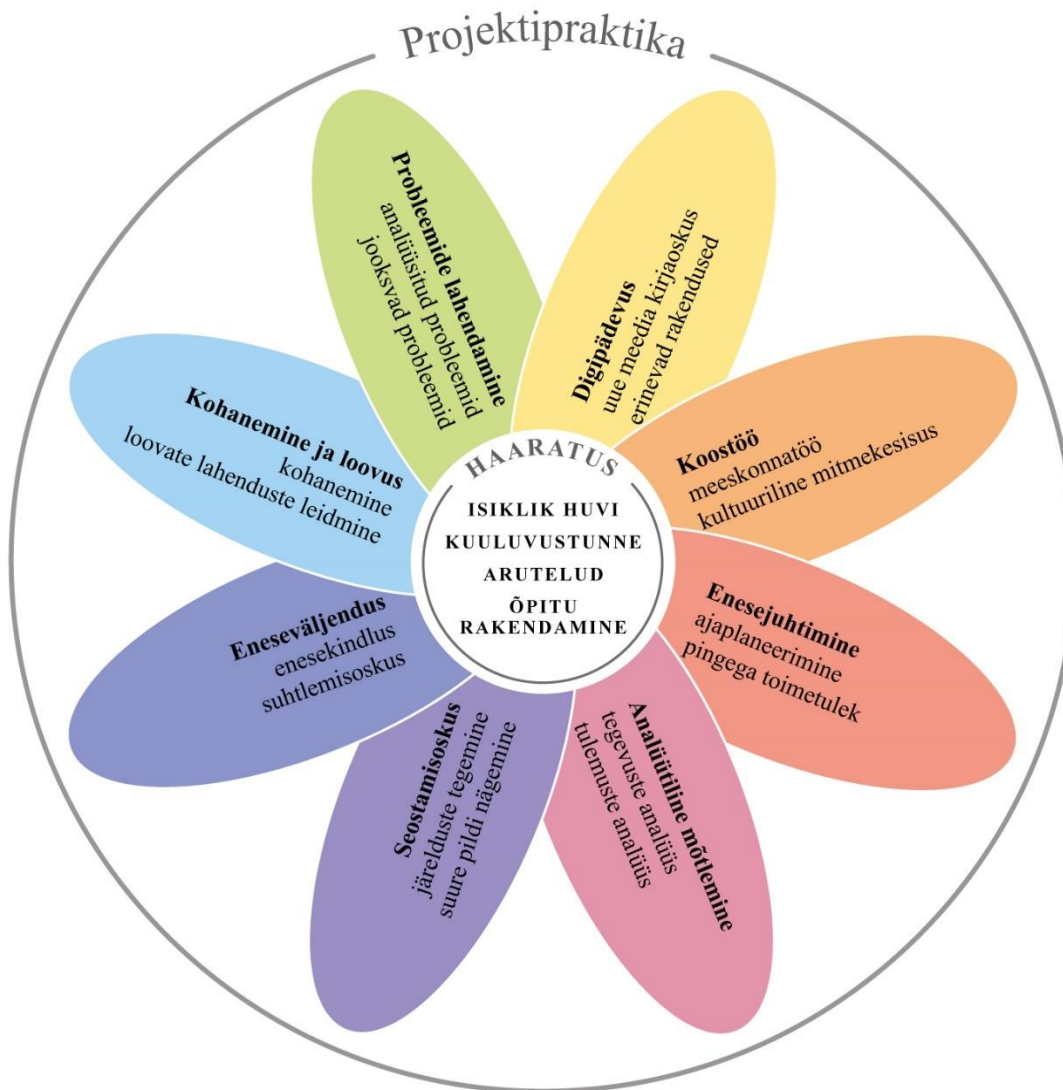 Projektipraktika
Probleemide lahendamine
analüüsitud probleemid
jooksvad probleemid
Digipädevus
uue meedia kirjaoskus
erinevad rakendused
Koostöö
meeskonnatöö
kultuuriline mitmekesisus
Enesejuhtimine
ajaplaneerimine
pingega toimetulek
Analüütiline mõtlemine
tegevuste analüüs
tulemuste analüüs
Seostamisoskus
järelduste tegemine
suure pildi nägemine
Eneseväljendus
enesekindlus
suhtlemisoskus
Kohanemine ja loovus
kohanemine
loovate lahenduste leidmine
HAARATUS
ISIKLIK HUVI
KUULUVUSTUNNE
ARUTELUD
ÕPITU
RAKENDAMINE